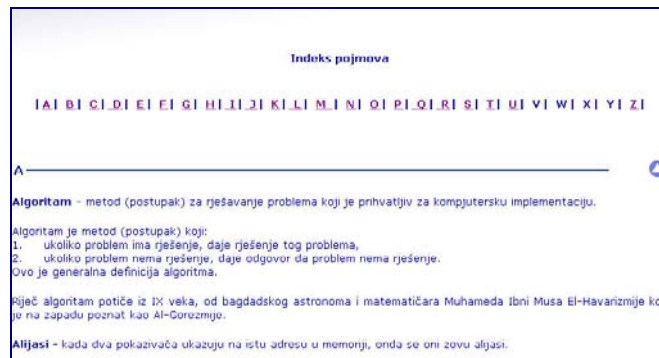 Indeks pojmova
| A | B | C | D | E | F | G | H | I | J | K | L | M | N | O | P | Q | R | S | T | U | V | W | X | Y | Z |
A
Algoritam - metod (postupak) za rješavanje problema koji je prihvatljiv za kompjutersku implementaciju.
Algoritam je metod (postupak) koji:
1. ukoliko problem ima rješenje, daje rješenje tog problema,
2. ukoliko problem nema rješenje, daje odgovor da problem nema rješenje.
Ovo je generalna definicija algoritma.
Riječ algoritam potiče iz IX veka, od bagdadskog astronoma i matematičara Muhameda Ibni Musa El-Havarizmije ko
je na zapadu poznat kao Al-Gorezmije.
Alijasi - kada dva pokazivača ukazuju na istu adresu u memoriji, onda se oni zovu alijasi.